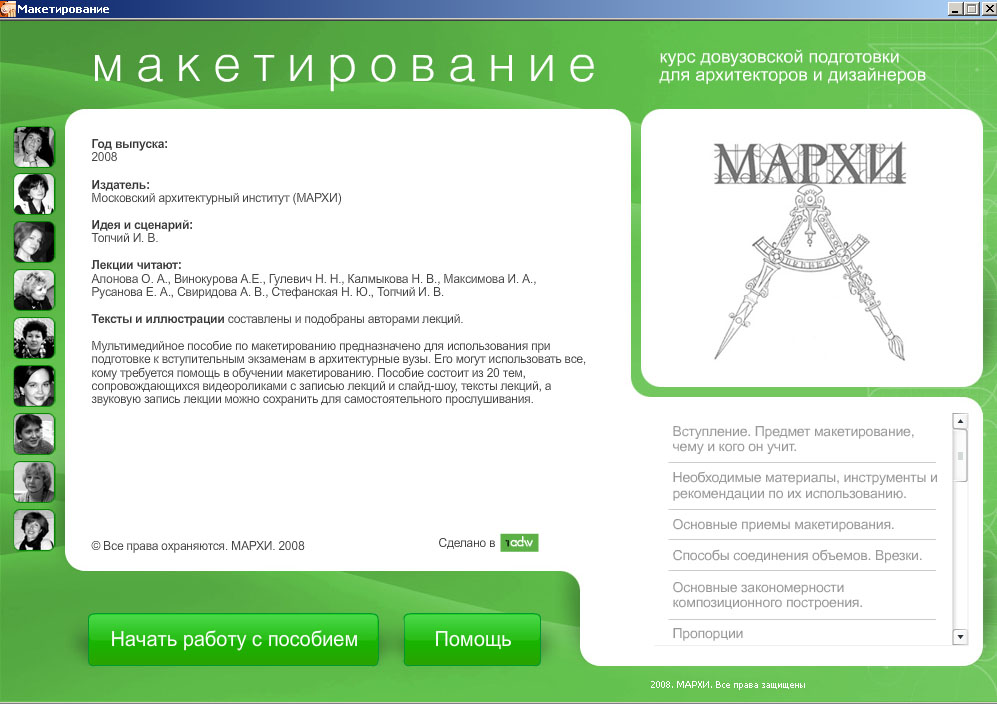 Макетирование
макетирование
курс довузовской подготовки
для архитекторов и дизайнеров
Год выпуска:
2008
Издатель:
Московский архитектурный институт (МАРХИ)
Идея и сценарий:
Топчий И. В.
Лекции читают:
Алонова О. А., Винокурова А.Е., Гулевич Н. Н., Калмыкова Н. В., Максимова И. А.,
Русанова Е. А., Свиридова А. В., Стефанская Н. Ю., Топчий И. В.
Тексты и иллюстрации составлены и подобраны авторами лекций.
Мультимедийное пособие по макетированию предназначено для использования при
подготовке к вступительным экзаменам в архитектурные вузы. Его могут использовать все,
кому требуется помощь в обучении макетированию. Пособие состоит из 20 тем,
сопровождающихся видеороликами с записью лекций и слайд-шоу, тексты лекций, а
звуковую запись лекции можно сохранить для самостоятельного прослушивания.
© Все права охраняются. МАРХИ. 2008
Сделано в 1adw
МАРХИ
Вступление. Предмет макетирование,
чему и кого он учит.
Необходимые материалы, инструменты и
рекомендации по их использованию.
Основные приемы макетирования.
Способы соединения объемов. Врезки.
Основные закономерности
композиционного построения.
Пропорции
Начать работу с пособием
Помощь
2008. МАРХИ. Все права защищены